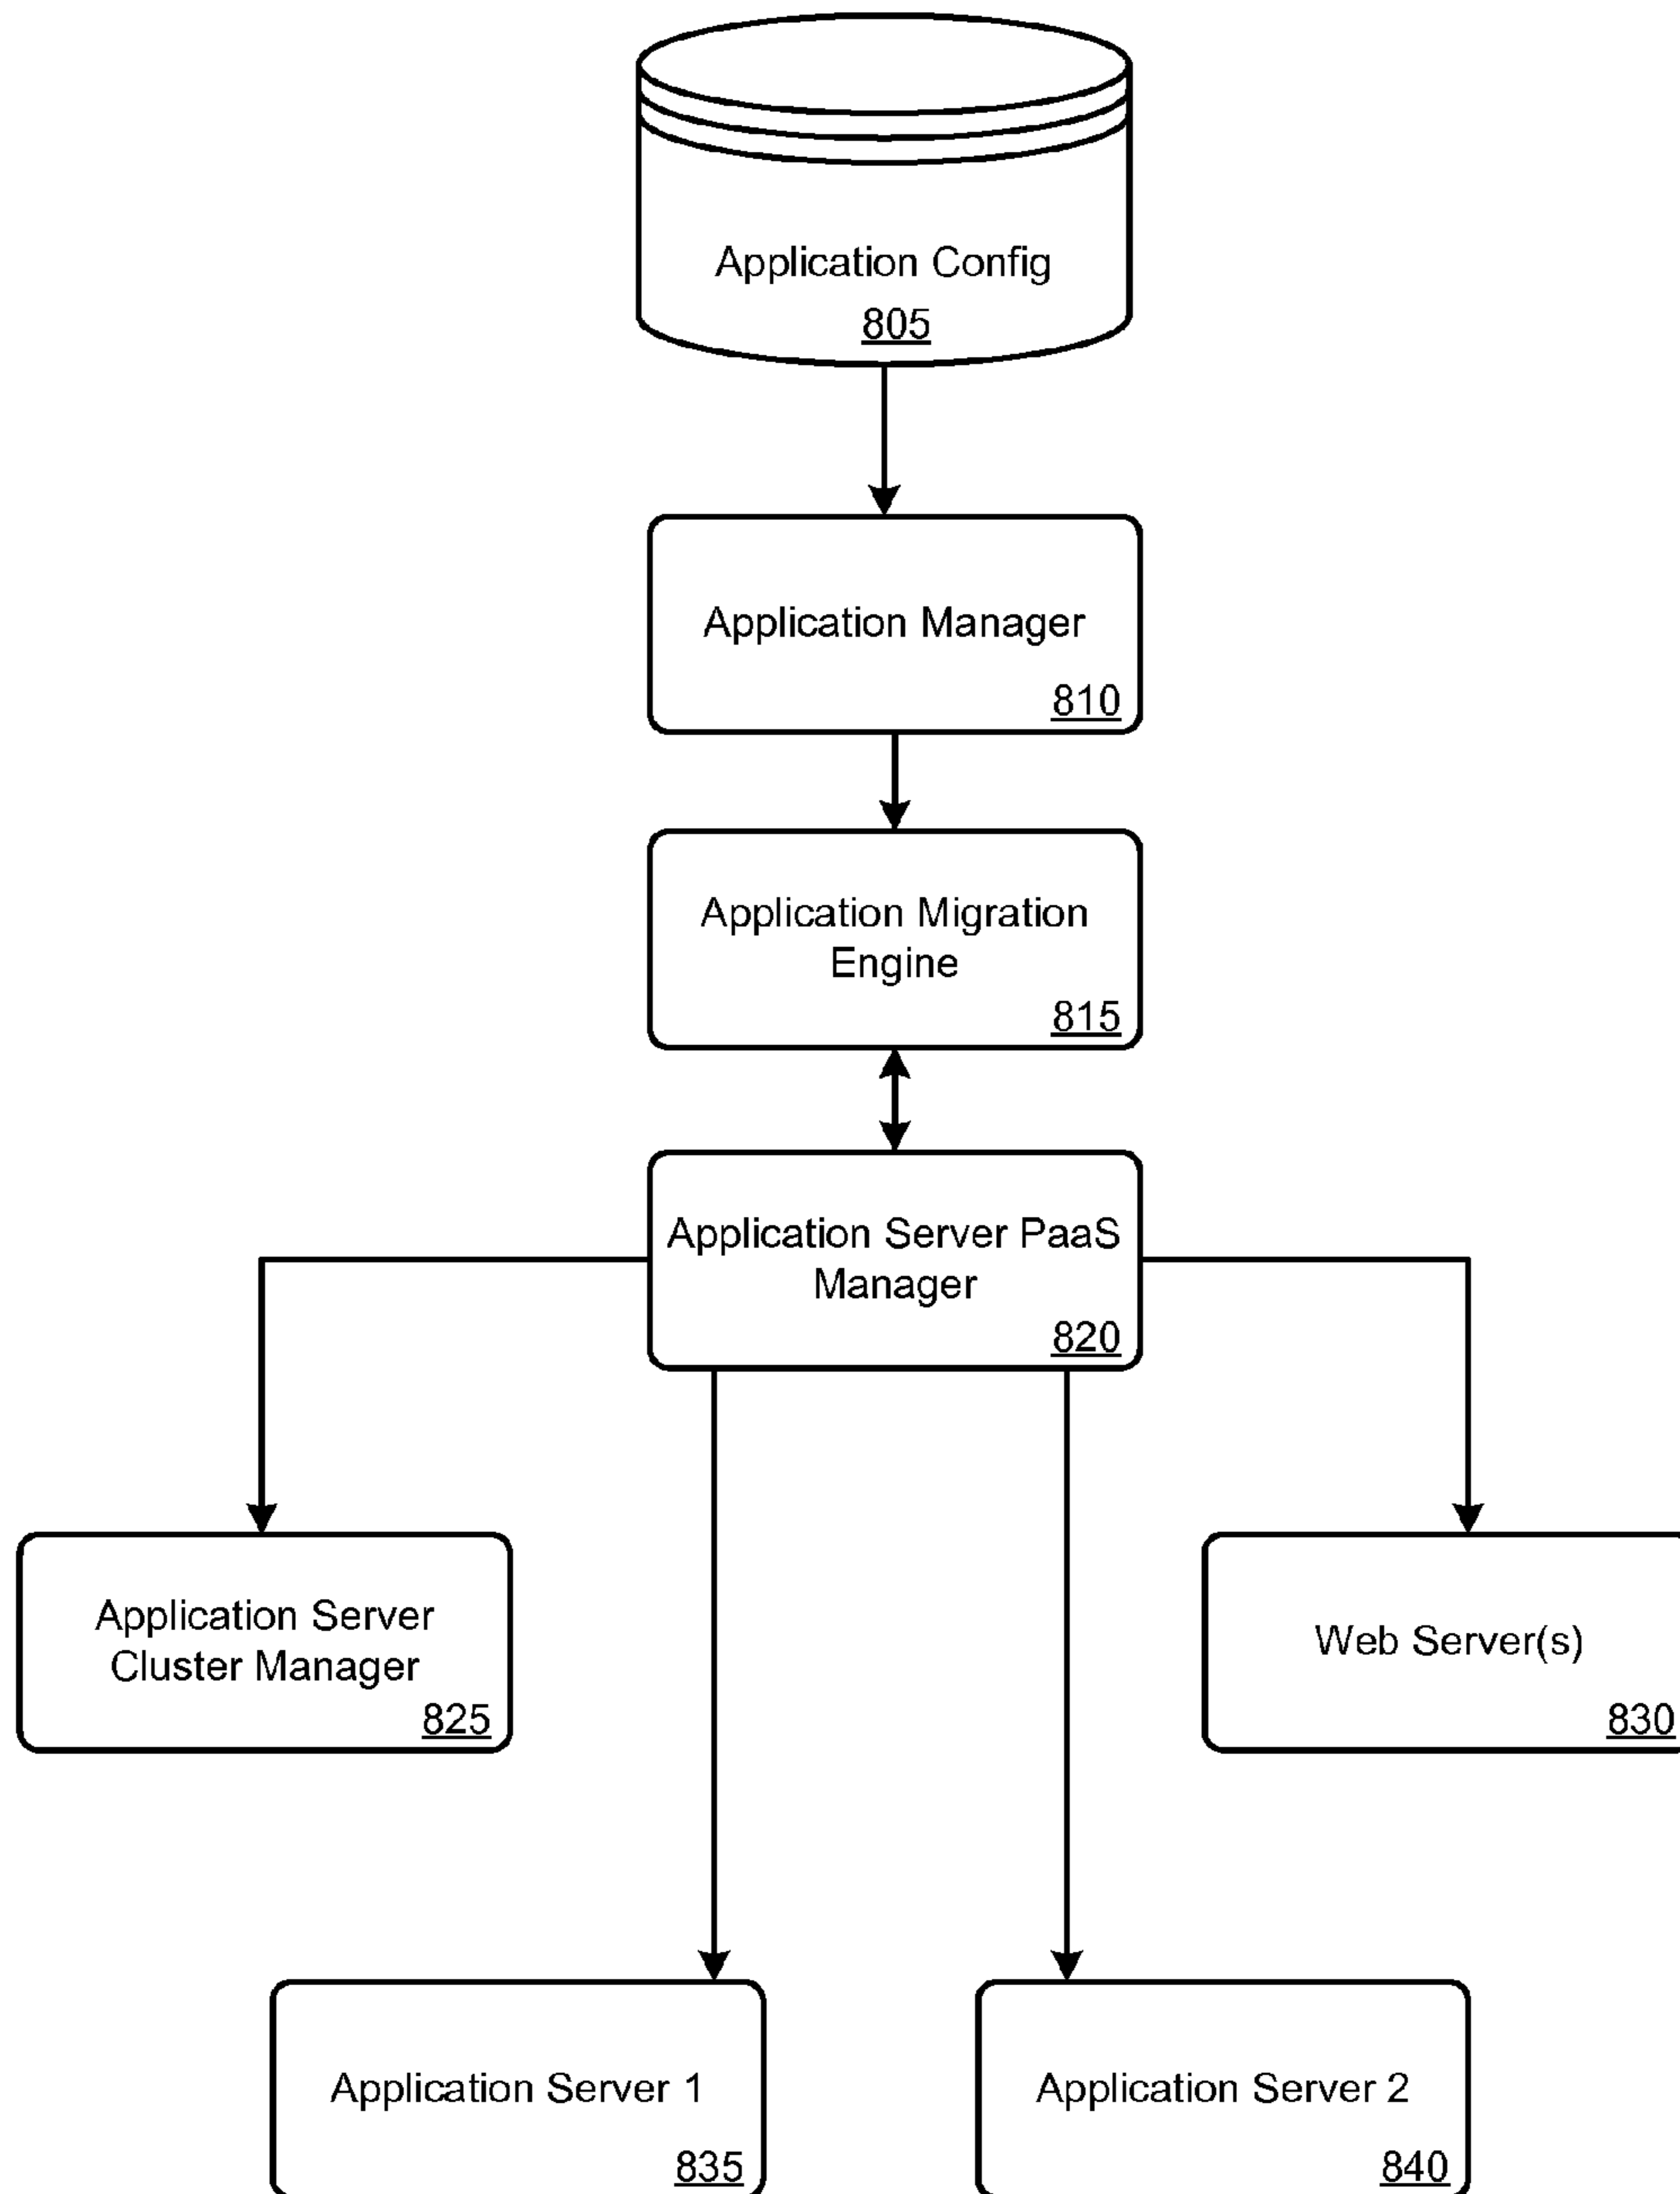 Application Config
805
Application Manager
810
Application Migration
Engine
815
Application Server PaaS
Manager
820
Application Server
Cluster Manager
825
Web Server(s)
830
Application Server 1
835
Application Server 2
840